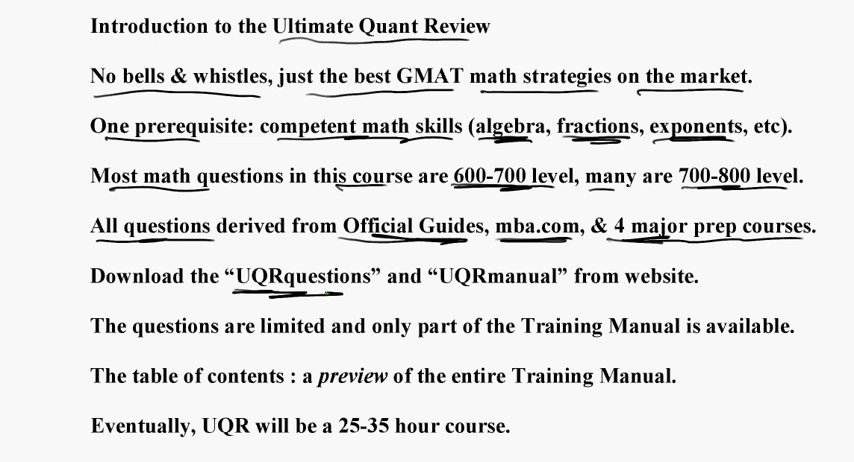 Introduction to the Ultimate Quant Review
No bells & whistles, just the best GMAT math strategies on the market.
One prerequisite: competent math skills (algebra, fractions, exponents, etc).
Most math questions in this course are 600-700 level, many are 700-800 level.
All questions derived from Official Guides, mba.com, & 4 major prep courses.
Download the “UQRquestions” and “UQRmanual” from website.
The questions are limited and only part of the Training Manual is available.
The table of contents : a preview of the entire Training Manual.
Eventually, UQR will be a 25-35 hour course.